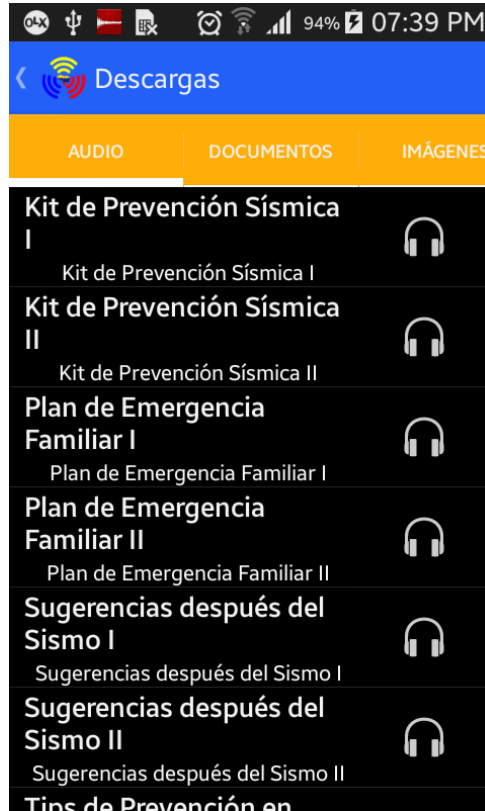 OLX 94% 07:39 PM
Descargas
AUDIO DOCUMENTOS IMÁGENES
Kit de Prevención Sísmica
I
Kit de Prevención Sísmica I
Kit de Prevención Sísmica
II
Kit de Prevención Sísmica II
Plan de Emergencia
Familiar I
Plan de Emergencia Familiar I
Plan de Emergencia
Familiar II
Plan de Emergencia Familiar II
Sugerencias después del
Sismo I
Sugerencias después del Sismo I
Sugerencias después del
Sismo II
Sugerencias después del Sismo II
Tips de Prevención en